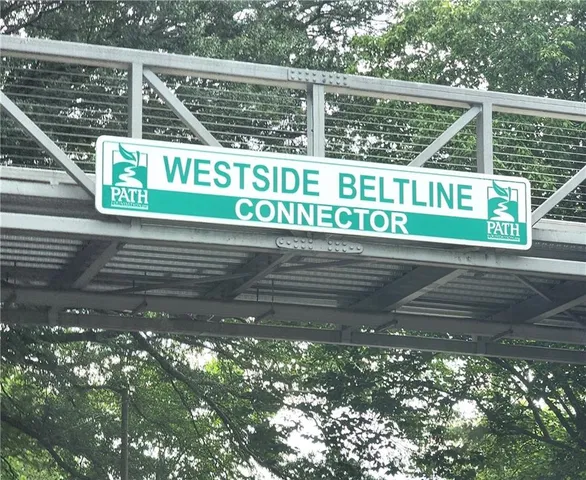 WESTSIDE BELTLINE
CONNECTOR
PATH
PATH